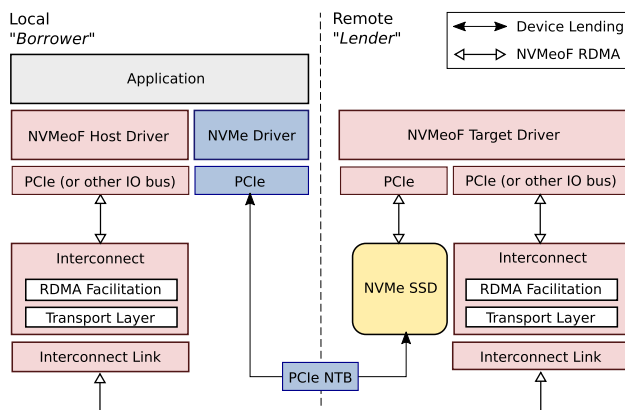 Local
"Borrower"
Remote
"Lender"
Device Lending
NVMeoF RDMA
Application
NVMeoF Host Driver
NVMe Driver
NVMeoF Target Driver
PCIe (or other IO bus)
PCIe
PCIe
PCIe (or other IO bus)
Interconnect
RDMA Facilitation
Transport Layer
NVMe SSD
Interconnect
RDMA Facilitation
Transport Layer
Interconnect Link
PCIe NTB
Interconnect Link